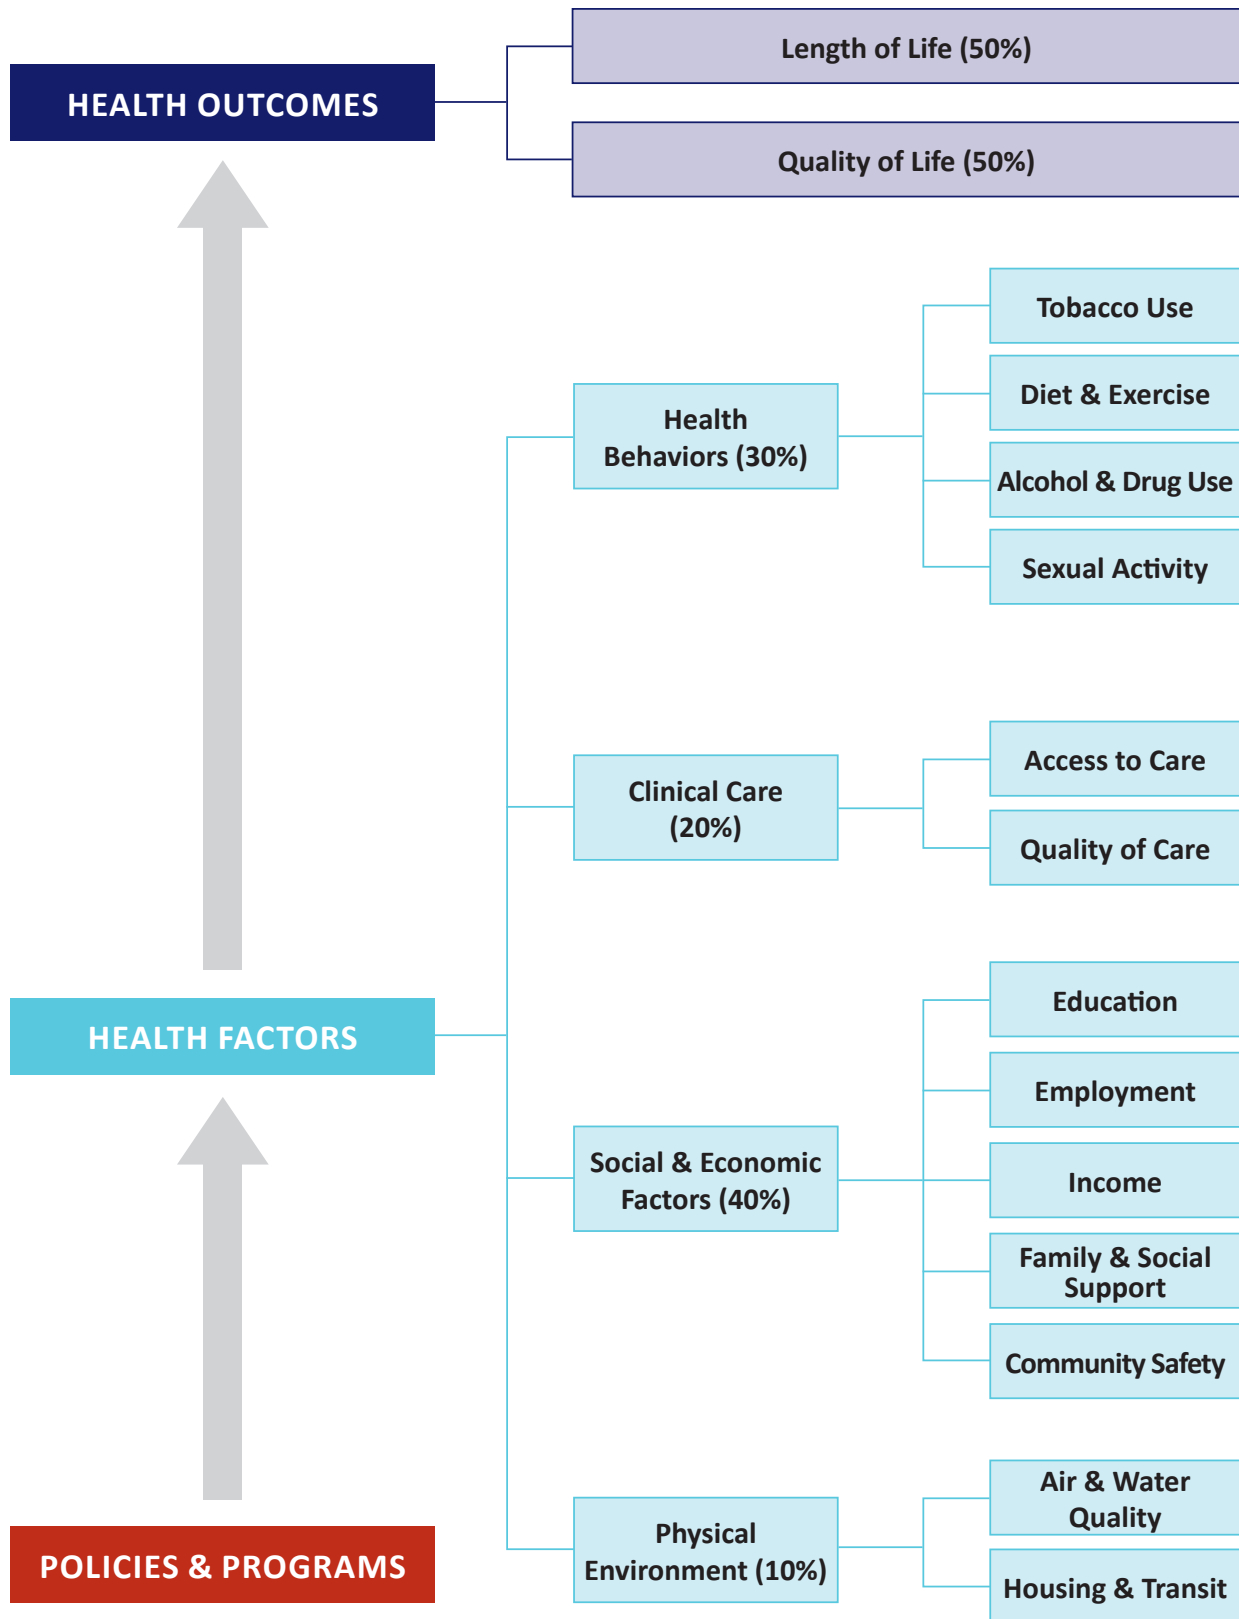 Length of Life (50%)
HEALTH OUTCOMES
Quality of Life (50%)
Tobacco Use
Health
Behaviors (30%)
Diet & Exercise
Alcohol & Drug Use
Sexual Activity
Clinical Care
(20%)
Access to Care
Quality of Care
HEALTH FACTORS
Education
Employment
Social & Economic
Factors (40%)
Income
Family & Social
Support
Community Safety
Physical
Environment (10%)
Air & Water
Quality
Housing & Transit
POLICIES & PROGRAMS